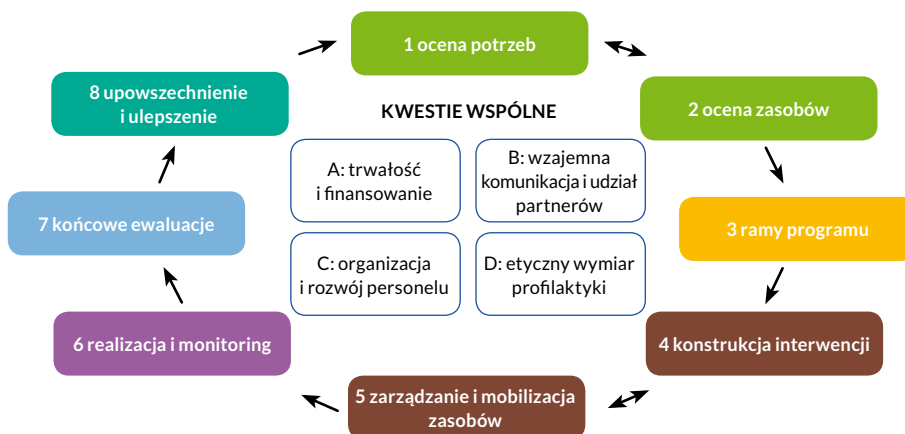 1 ocena potrzeb
8 upowszechnienie
i ulepszenie
2 ocena zasobów
KWESTIE WSPÓLNE
A: trwałość
i finansowanie
B: wzajemna
komunikacja i udział
partnerów
7 końcowe ewaluacje
3 ramy programu
C: organizacja
i rozwój personelu
D: etyczny wymiar
profilaktyki
6 realizacja i monitoring
4 konstrukcja interwencji
5 zarządzanie i mobilizacja
zasobów